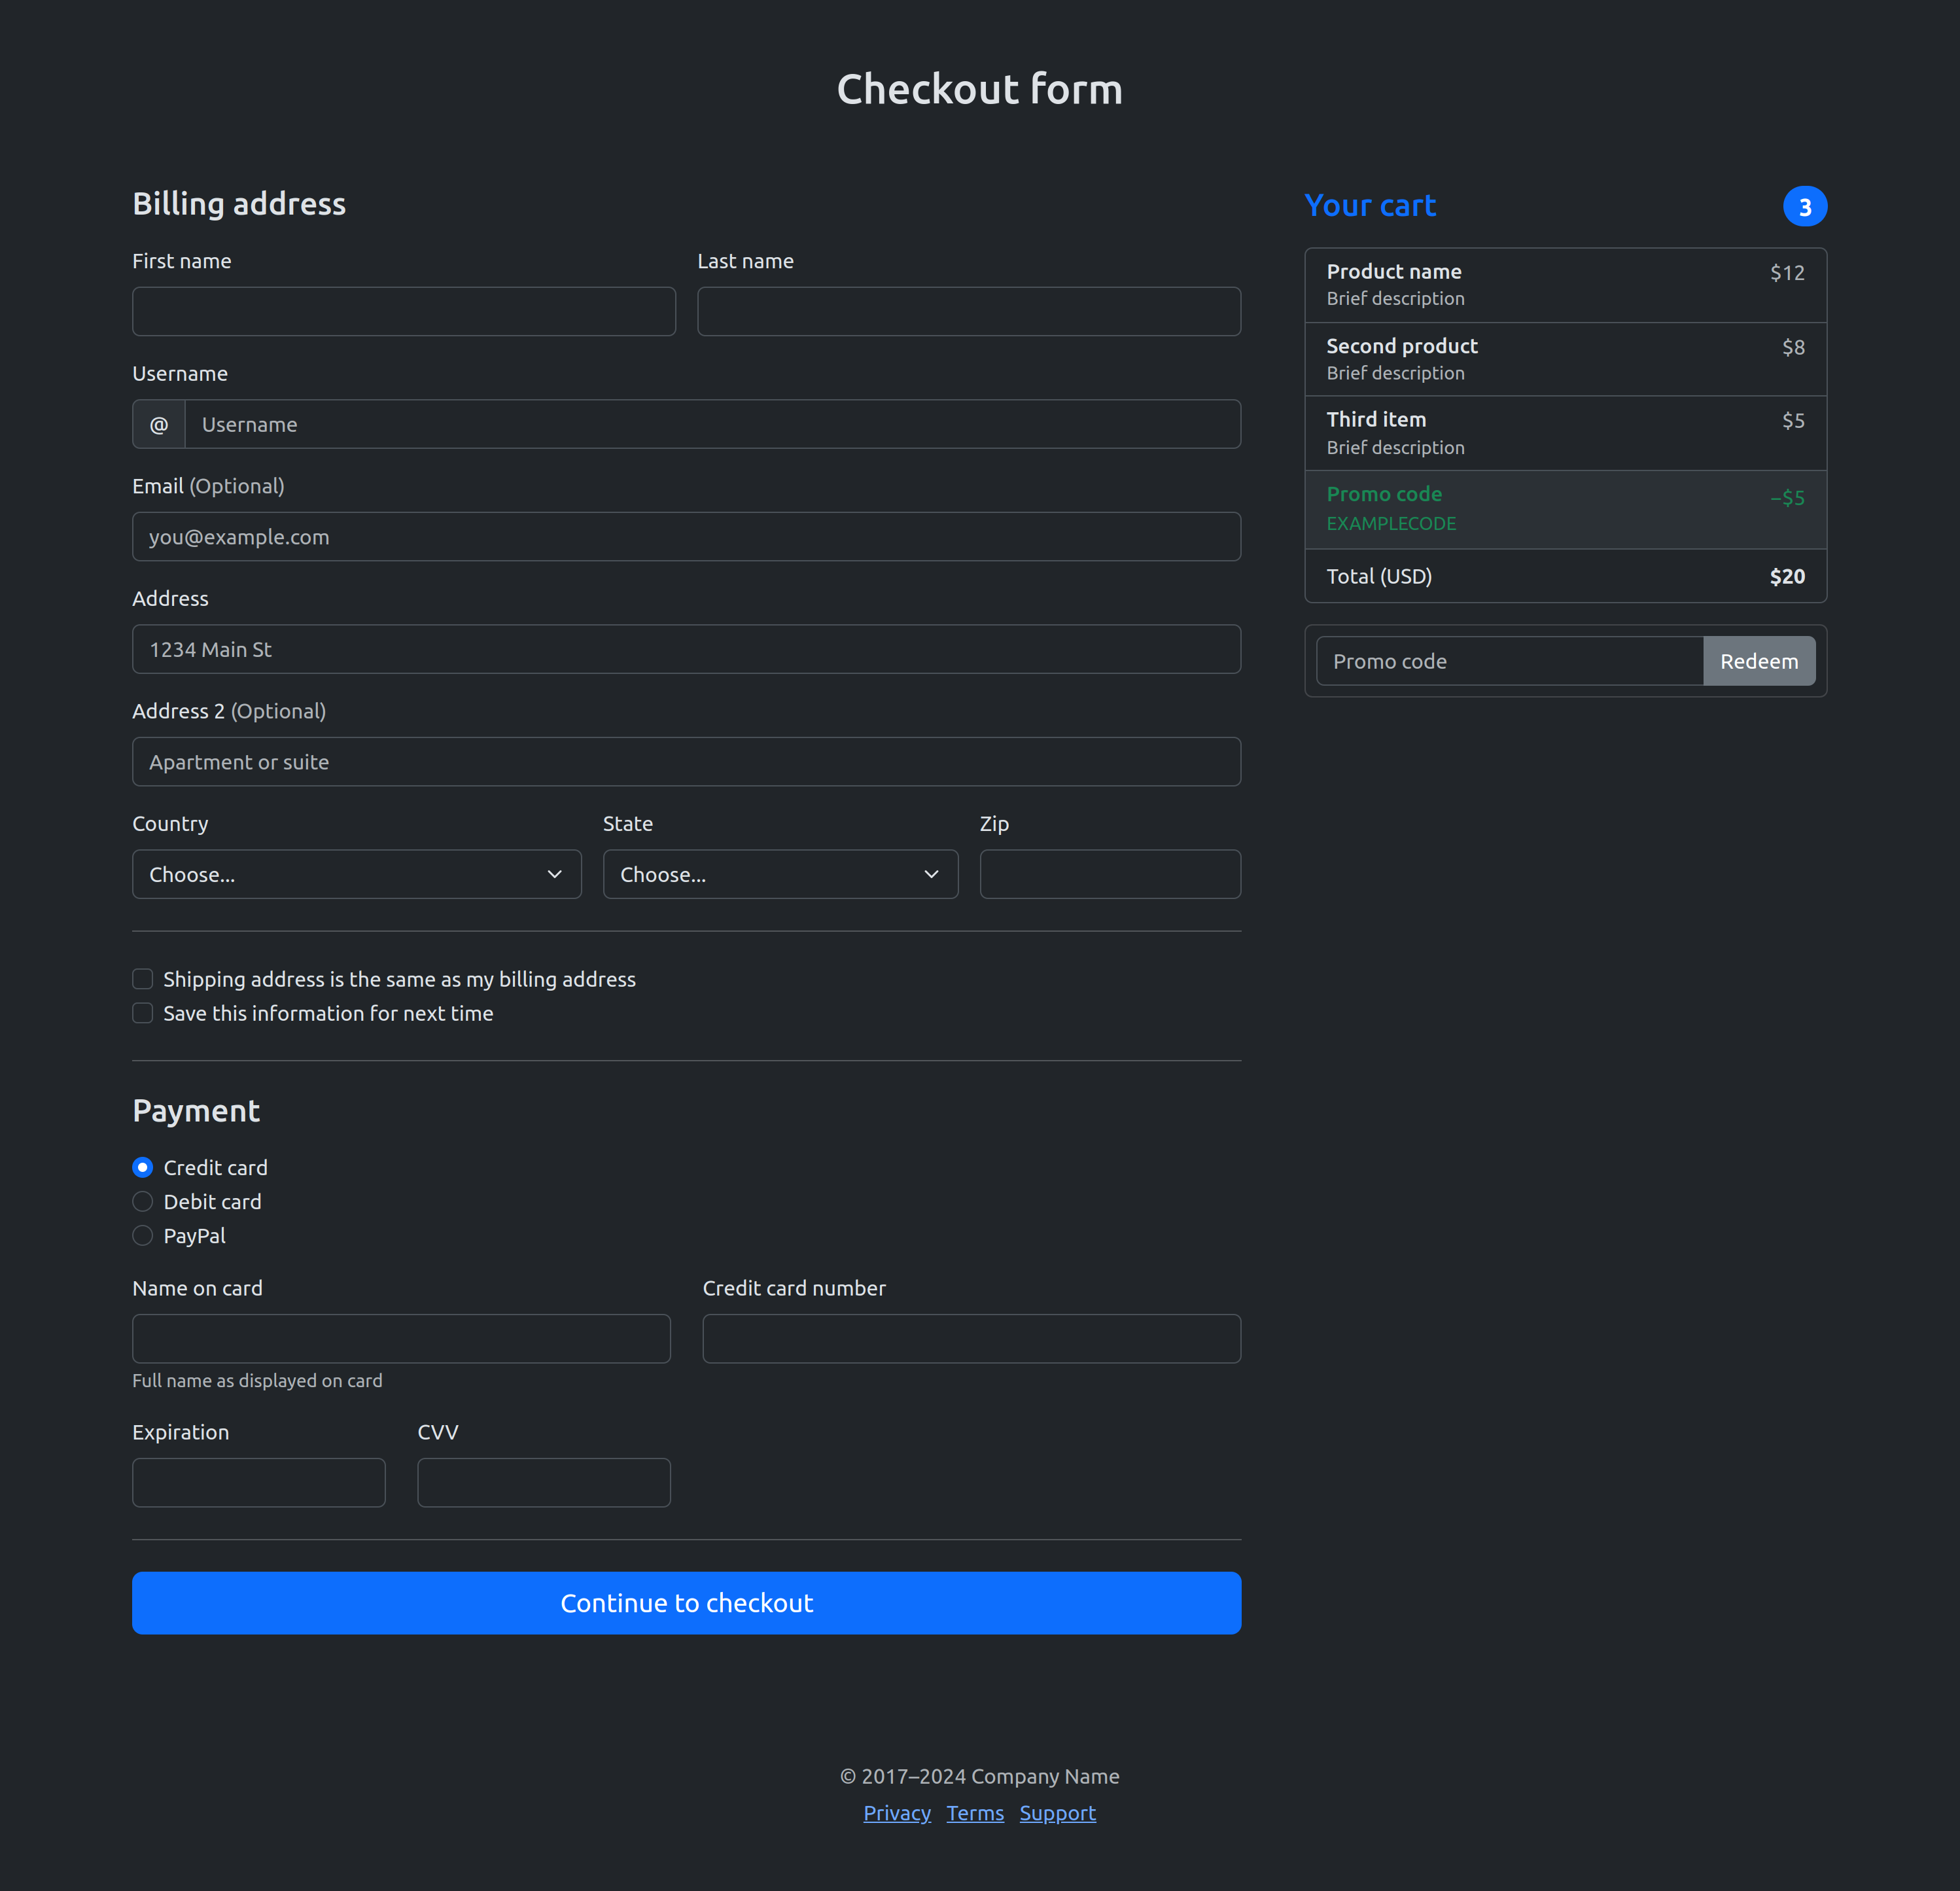 Checkout form
Billing address
First name
Last name
Username
@ Username
Email (Optional)
you@example.com
Address
1234 Main St
Address 2 (Optional)
Apartment or suite
Country
Choose...
State
Choose...
Zip
Shipping address is the same as my billing address
Save this information for next time
Payment
Credit card
Debit card
PayPal
Name on card
Full name as displayed on card
Credit card number
Expiration
CVV
Continue to checkout
Your cart 3
Product name $12
Brief description
Second product $8
Brief description
Third item $5
Brief description
Promo code −$5
EXAMPLECODE
Total (USD) $20
Promo code Redeem
© 2017–2024 Company Name
Privacy Terms Support